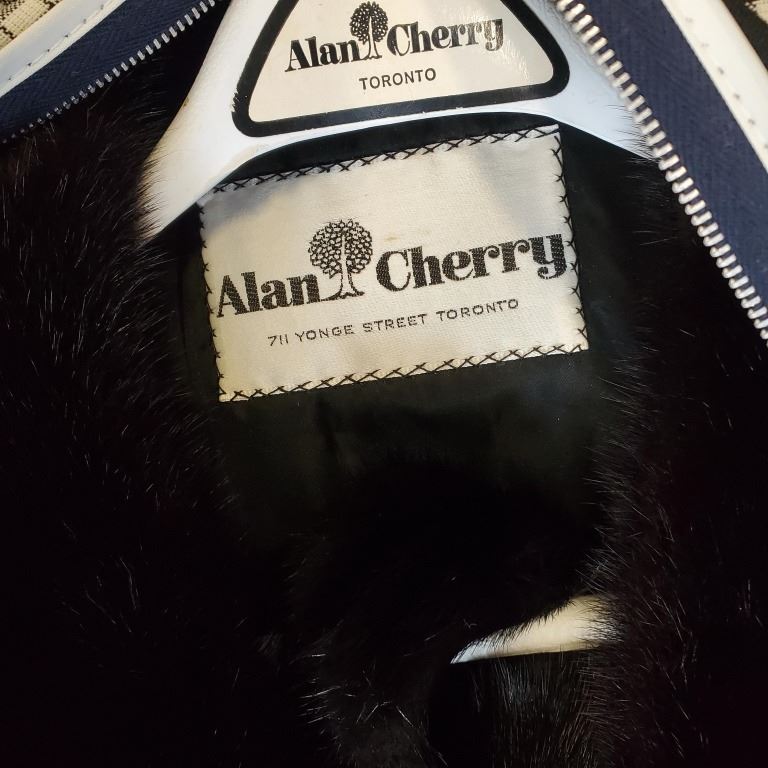 Alan Cherry
TORONTO
Alan Cherry
711 YONGE STREET TORONTO